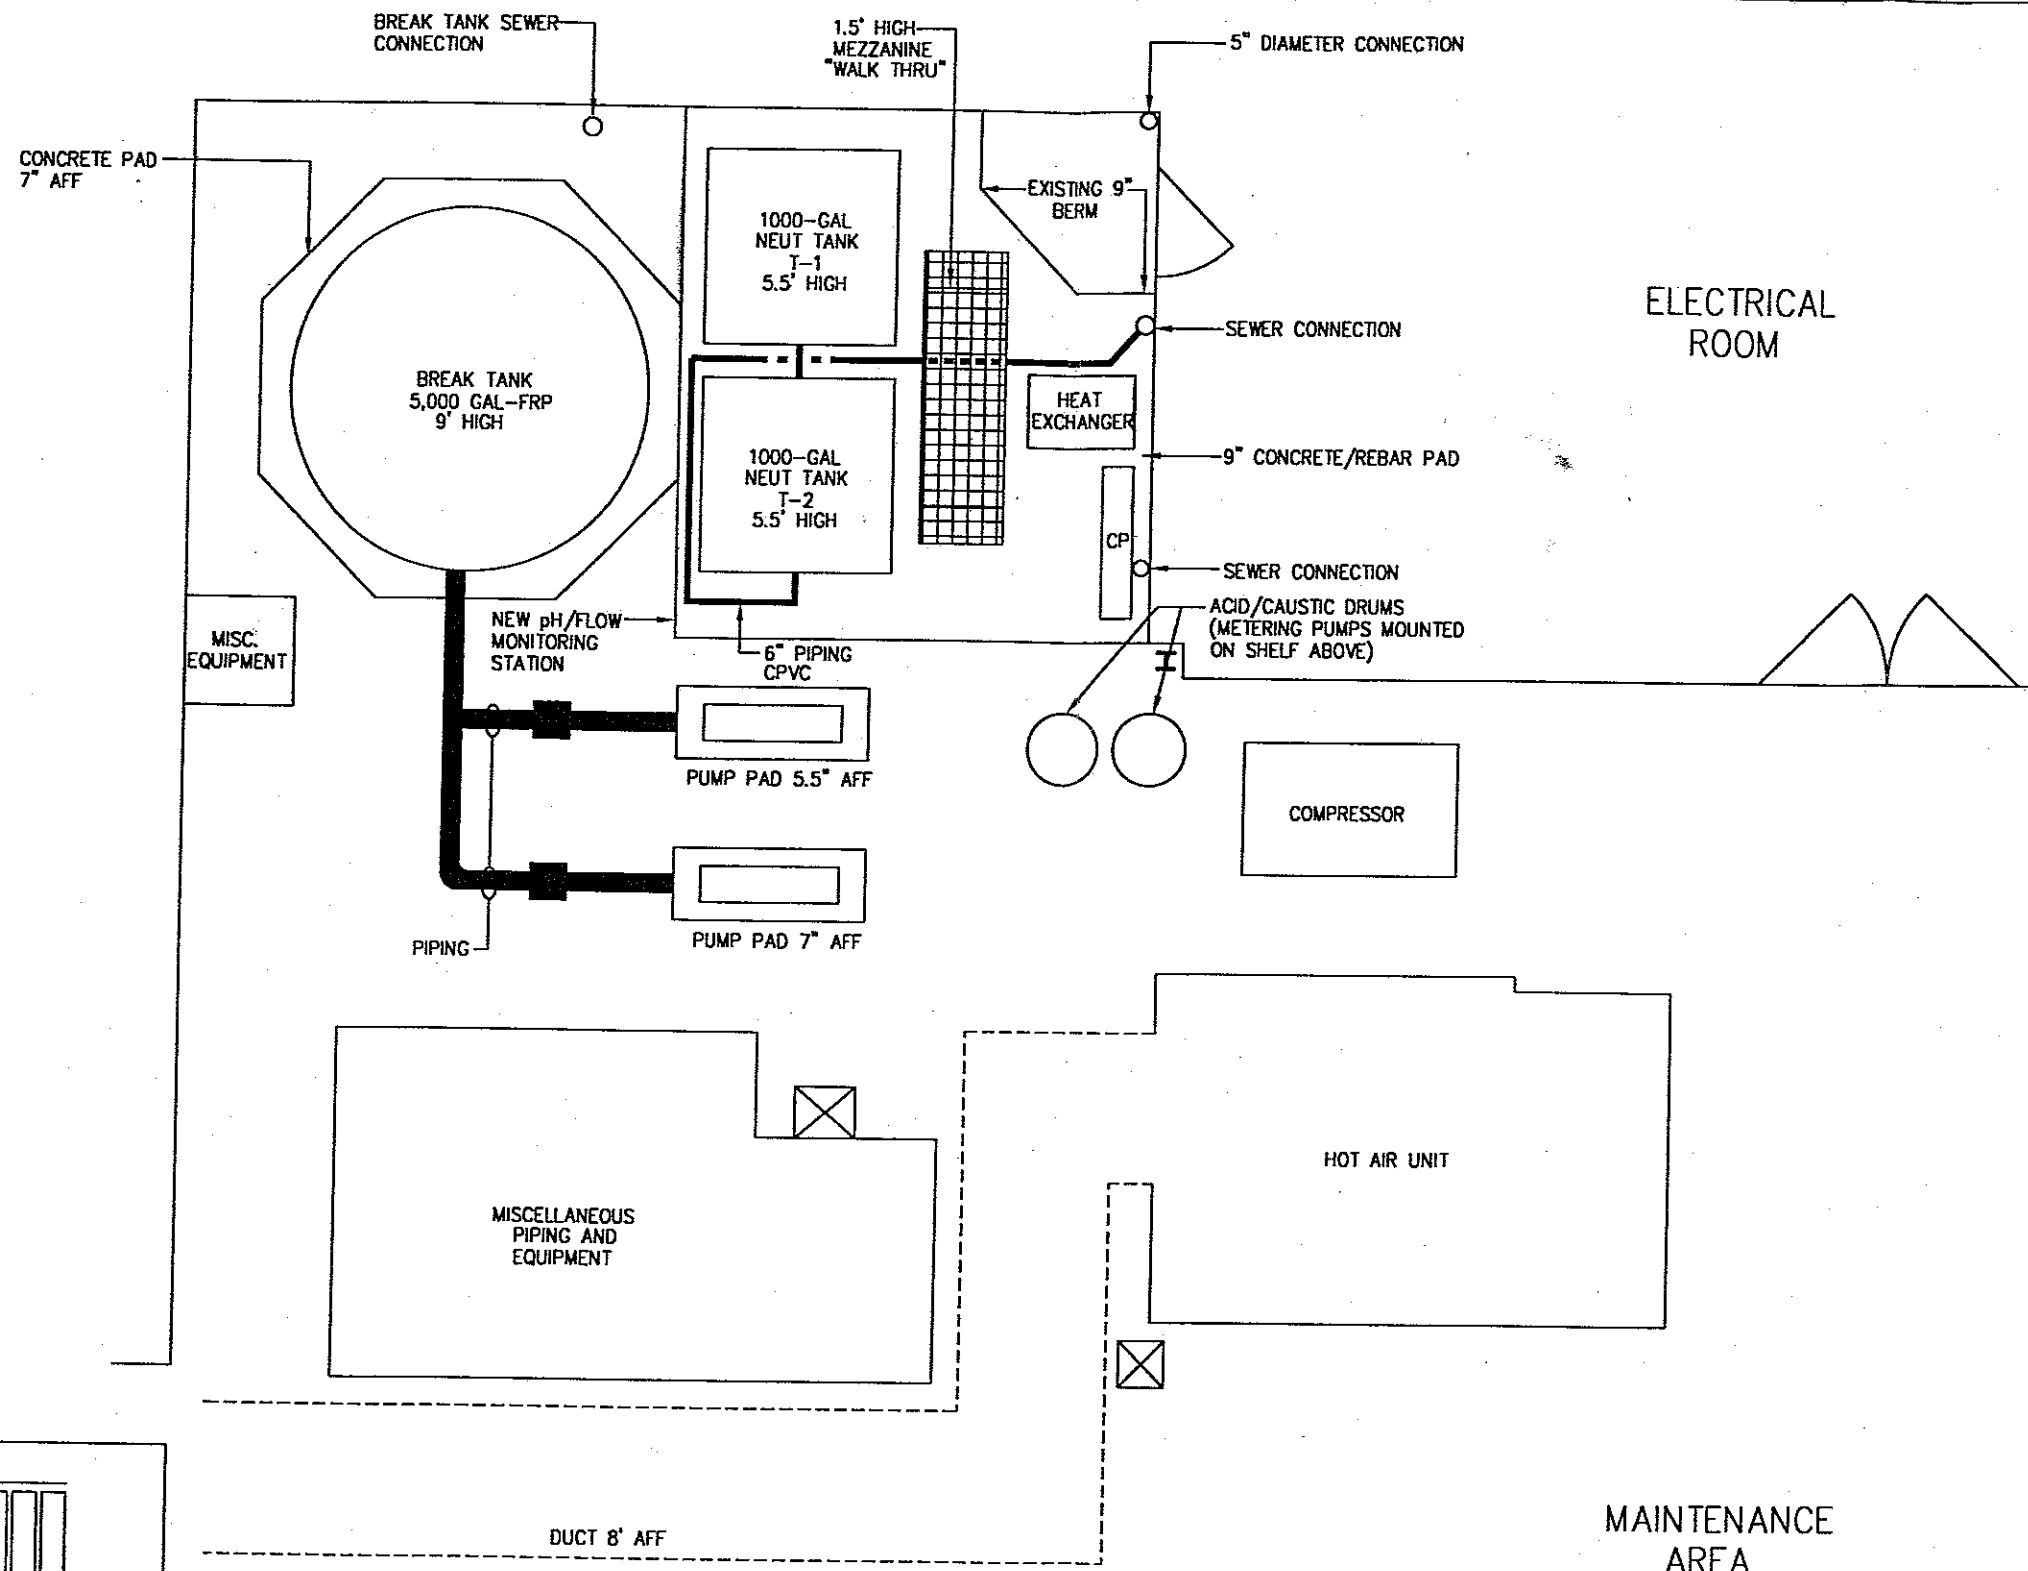 BREAK TANK SEWER
CONNECTION
1.5' HIGH
MEZZANINE
"WALK THRU"
5" DIAMETER CONNECTION
CONCRETE PAD
7" AFF
1000-GAL
NEUT TANK
T-1
5.5' HIGH
EXISTING 9"
BERM
ELECTRICAL
ROOM
SEWER CONNECTION
BREAK TANK
5,000 GAL-FRP
9' HIGH
HEAT
EXCHANGER
1000-GAL
NEUT TANK
T-2
5.5' HIGH
9" CONCRETE/REBAR PAD
CP
SEWER CONNECTION
NEW pH/FLOW
MONITORING
STATION
ACID/CAUSTIC DRUMS
(METERING PUMPS MOUNTED
ON SHELF ABOVE)
MISC.
EQUIPMENT
6" PIPING
CPVC
PUMP PAD 5.5" AFF
COMPRESSOR
PIPING
PUMP PAD 7" AFF
HOT AIR UNIT
MISCELLANEOUS
PIPING AND
EQUIPMENT
DUCT 8' AFF
MAINTENANCE
AREA